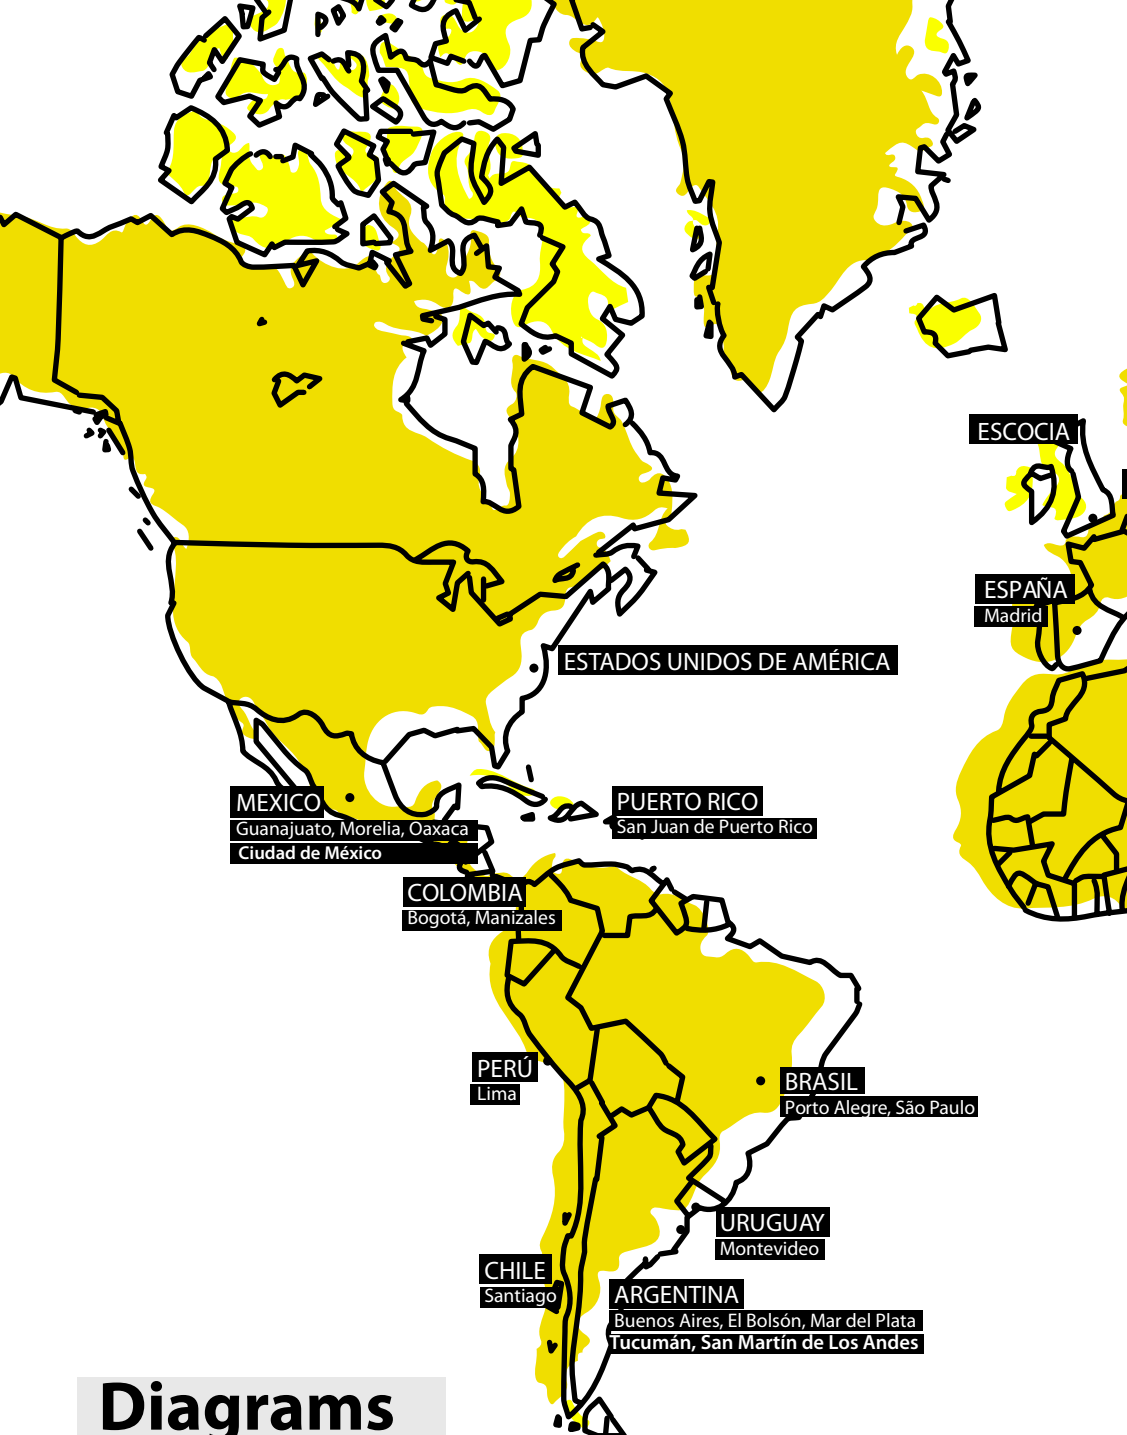 ESCOCIA
ESPAÑA
Madrid
ESTADOS UNIDOS DE AMÉRICA
MEXICO
Guanajuato, Morelia, Oaxaca
Ciudad de México
PUERTO RICO
San Juan de Puerto Rico
COLOMBIA
Bogotá, Manizales
PERÚ
Lima
BRASIL
Porto Alegre, São Paulo
URUGUAY
Montevideo
CHILE
Santiago
ARGENTINA
Buenos Aires, El Bolsón, Mar del Plata
Tucumán, San Martín de Los Andes
Diagrams